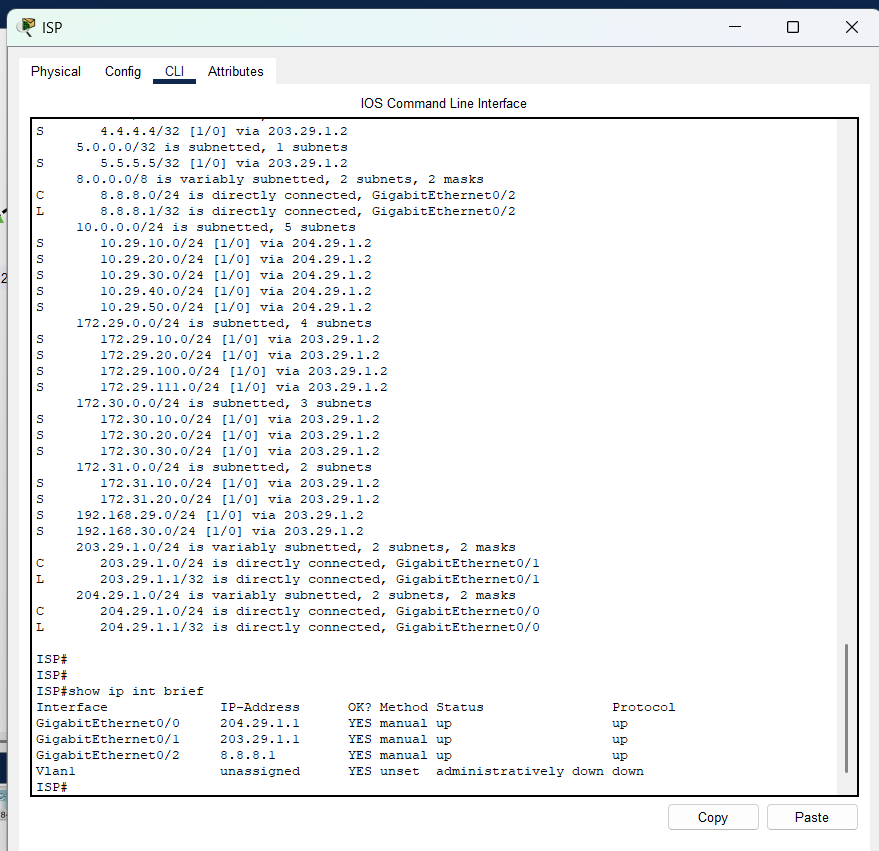 ISP
Physical Config CLI Attributes
IOS Command Line Interface
S 4.4.4.4/32 [1/0] via 203.29.1.2
5.0.0.0/32 is subnetted, 1 subnets
S 5.5.5.5/32 [1/0] via 203.29.1.2
8.0.0.0/8 is variably subnetted, 2 subnets, 2 masks
C 8.8.8.0/24 is directly connected, GigabitEthernet0/2
L 8.8.8.1/32 is directly connected, GigabitEthernet0/2
10.0.0.0/24 is subnetted, 5 subnets
S 10.29.10.0/24 [1/0] via 204.29.1.2
S 10.29.20.0/24 [1/0] via 204.29.1.2
S 10.29.30.0/24 [1/0] via 204.29.1.2
S 10.29.40.0/24 [1/0] via 204.29.1.2
S 10.29.50.0/24 [1/0] via 204.29.1.2
172.29.0.0/24 is subnetted, 4 subnets
S 172.29.10.0/24 [1/0] via 203.29.1.2
S 172.29.20.0/24 [1/0] via 203.29.1.2
S 172.29.100.0/24 [1/0] via 203.29.1.2
S 172.29.111.0/24 [1/0] via 203.29.1.2
172.30.0.0/24 is subnetted, 3 subnets
S 172.30.10.0/24 [1/0] via 203.29.1.2
S 172.30.20.0/24 [1/0] via 203.29.1.2
S 172.30.30.0/24 [1/0] via 203.29.1.2
172.31.0.0/24 is subnetted, 2 subnets
S 172.31.10.0/24 [1/0] via 203.29.1.2
S 172.31.20.0/24 [1/0] via 203.29.1.2
S 192.168.29.0/24 [1/0] via 203.29.1.2
S 192.168.30.0/24 [1/0] via 203.29.1.2
203.29.1.0/24 is variably subnetted, 2 subnets, 2 masks
C 203.29.1.0/24 is directly connected, GigabitEthernet0/1
L 203.29.1.1/32 is directly connected, GigabitEthernet0/1
204.29.1.0/24 is variably subnetted, 2 subnets, 2 masks
C 204.29.1.0/24 is directly connected, GigabitEthernet0/0
L 204.29.1.1/32 is directly connected, GigabitEthernet0/0
ISP#
ISP#
ISP#show ip int brief
Interface IP-Address OK? Method Status Protocol
GigabitEthernet0/0 204.29.1.1 YES manual up up
GigabitEthernet0/1 203.29.1.1 YES manual up up
GigabitEthernet0/2 8.8.8.1 YES manual up up
Vlan1 unassigned YES unset administratively down down
ISP#
Copy Paste